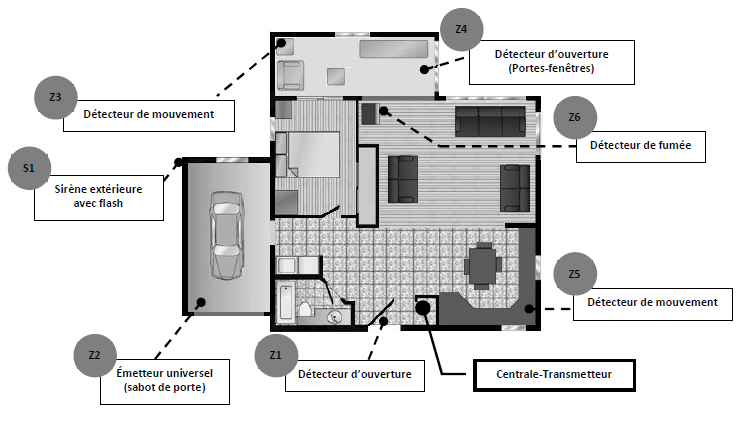 Z4
Détecteur d'ouverture
(Portes-fenêtres)
Z3
Détecteur de mouvement
Z6
Détecteur de fumée
S1
Sirène extérieure
avec flash
Z5
Détecteur de mouvement
Z2
Émetteur universel
(sabot de porte)
Z1
Détecteur d'ouverture
Centrale-Transmetteur